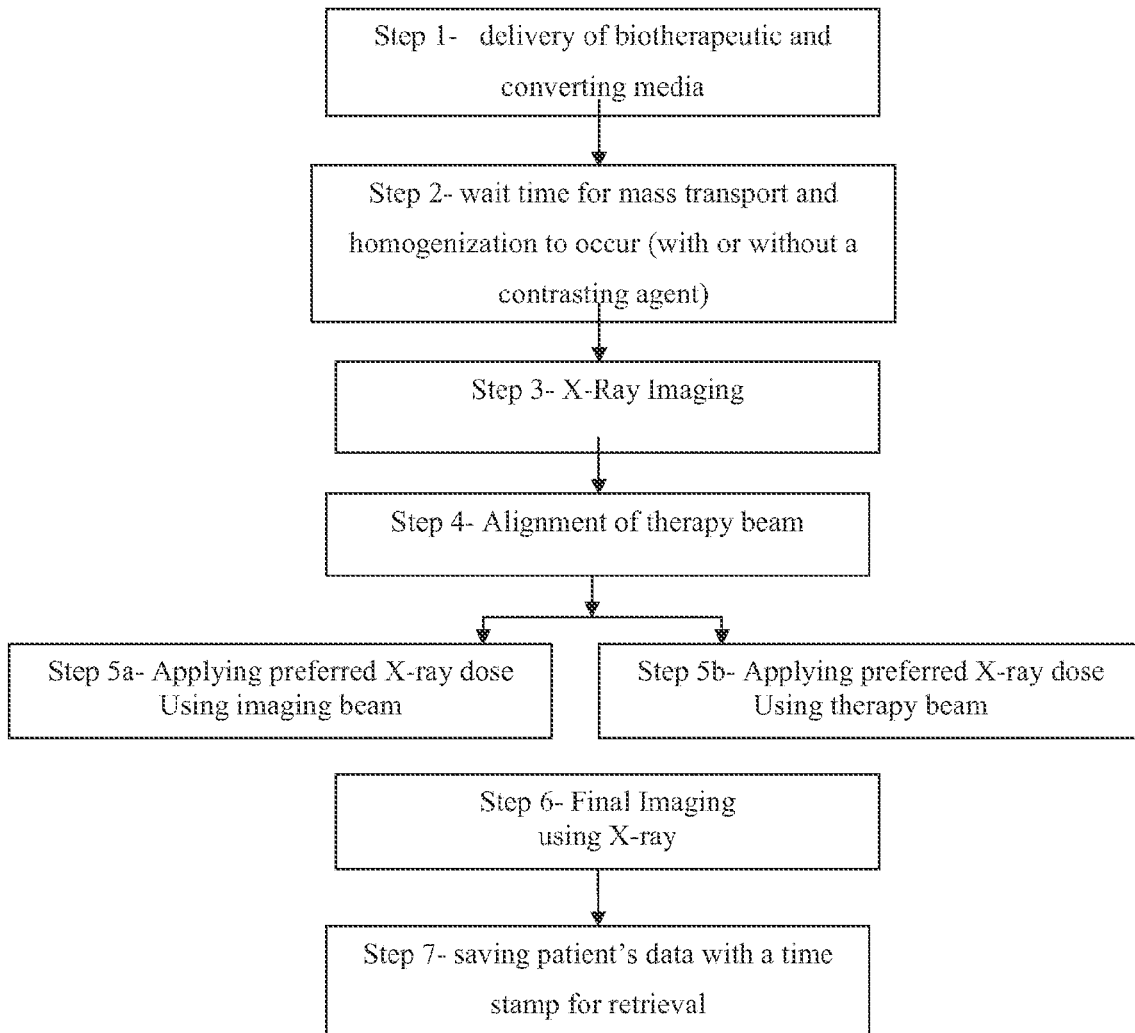 Step 1- delivery of biotherapeutic and
converting media
Step 2- wait time for mass transport and
homogenization to occur (with or without a
contrasting agent)
Step 3- X-Ray Imaging
Step 4- Alignment of therapy beam
Step 5a- Applying preferred X-ray dose
Using imaging beam
Step 5b- Applying preferred X-ray dose
Using therapy beam
Step 6- Final Imaging
using X-ray
Step 7- saving patient's data with a time
stamp for retrieval